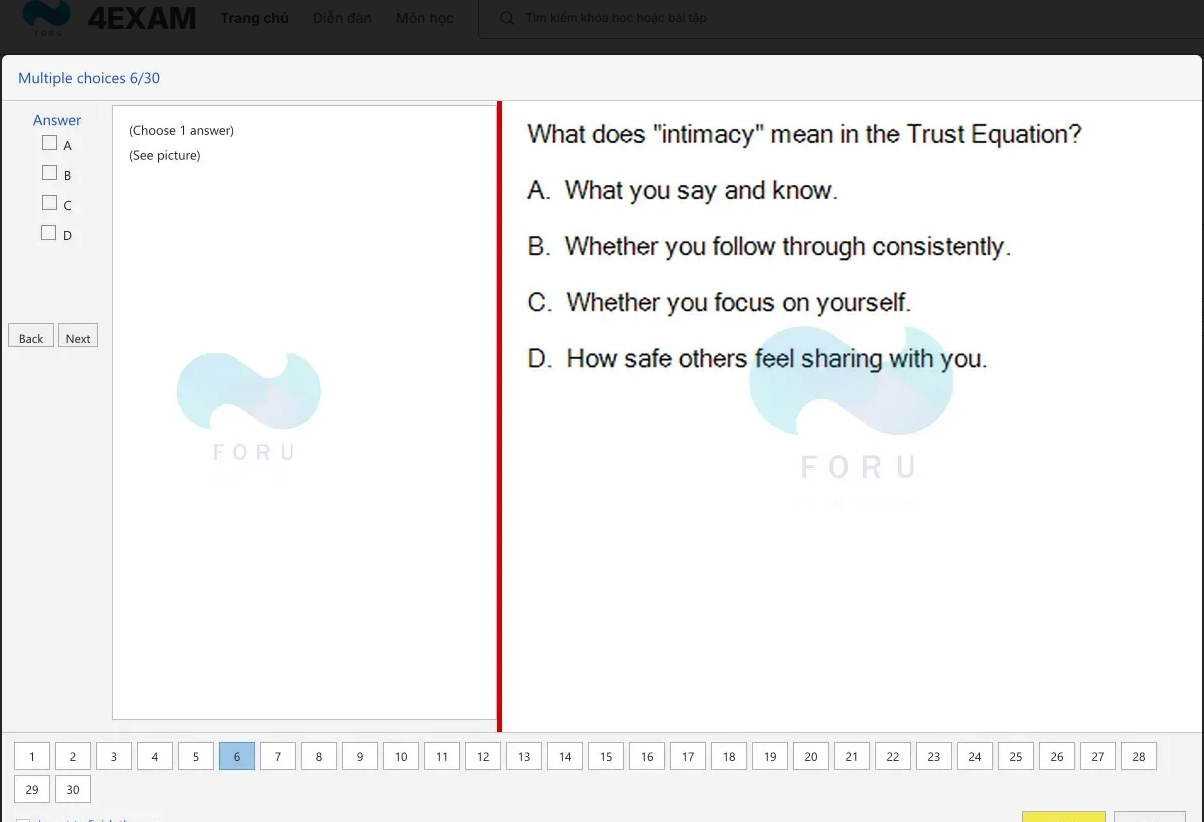 FORU
4EXAM Trang chủ Diễn đàn Môn học Tìm kiếm khóa học hoặc bài tập
Multiple choices 6/30
Answer
A
B
C
D
Back Next
(Choose 1 answer)
(See picture)
FORU
What does "intimacy" mean in the Trust Equation?
A. What you say and know.
B. Whether you follow through consistently.
C. Whether you focus on yourself.
D. How safe others feel sharing with you.
FORU
1 2 3 4 5 6 7 8 9 10 11 12 13 14 15 16 17 18 19 20 21 22 23 24 25 26 27 28
29 30